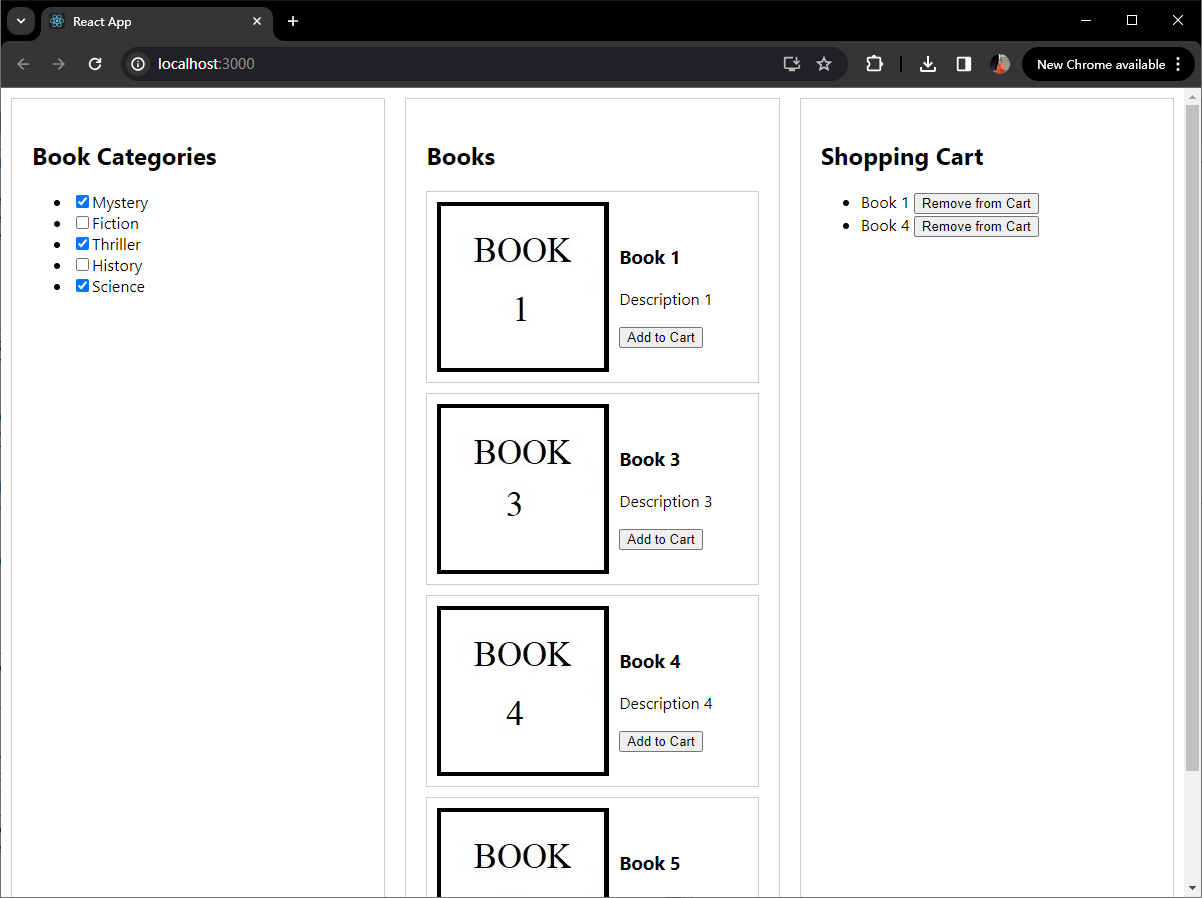 React App
localhost:3000
New Chrome available
Book Categories
Mystery
Fiction
Thriller
History
Science
Books
BOOK
1
Book 1
Description 1
Add to Cart
BOOK
3
Book 3
Description 3
Add to Cart
BOOK
4
Book 4
Description 4
Add to Cart
BOOK
Book 5
Shopping Cart
Book 1 Remove from Cart
Book 4 Remove from Cart